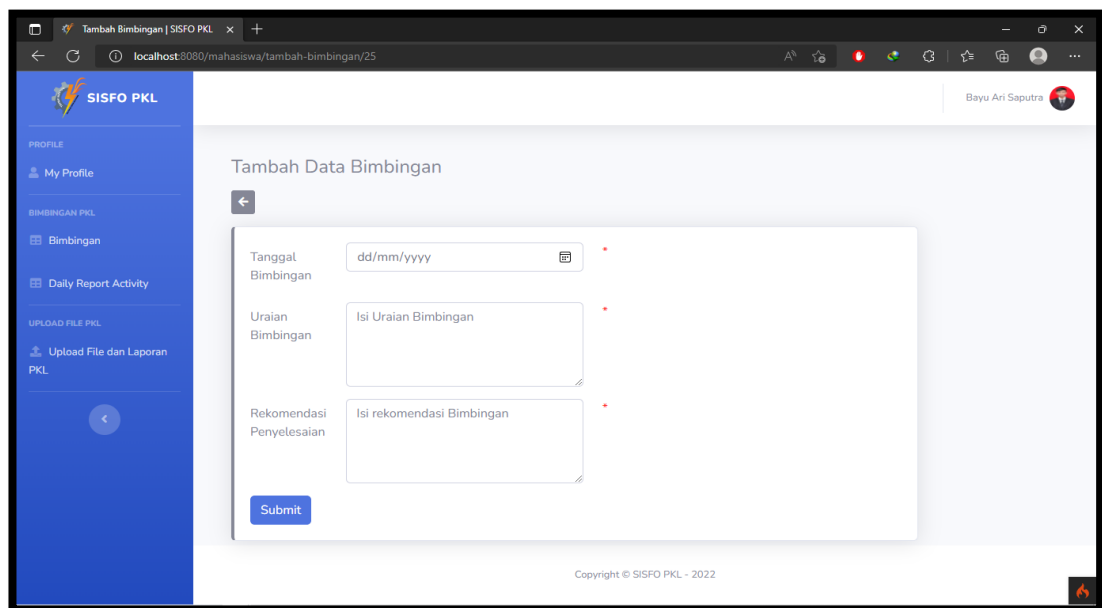 Tambah Bimbingan | SISFO PKL
localhost:8080/mahasiswa/tambah-bimbingan/25
SISFO PKL
Bayu Ari Saputra
PROFILE
My Profile
BIMBINGAN PKL
Bimbingan
Daily Report Activity
UPLOAD FILE PKL
Upload File dan Laporan
PKL
Tambah Data Bimbingan
Tanggal
Bimbingan
dd/mm/yyyy
*
Uraian
Bimbingan
Isi Uraian Bimbingan
*
Rekomendasi
Penyelesaian
Isi rekomendasi Bimbingan
*
Submit
Copyright © SISFO PKL - 2022